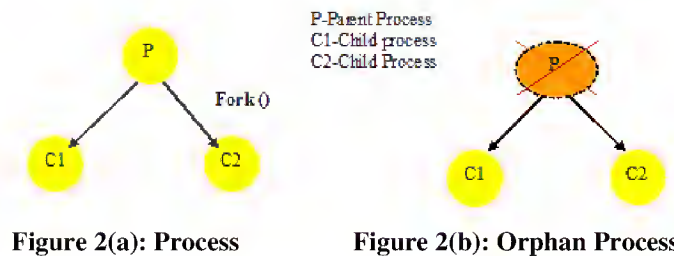 P-Parent Process
C1-Child process
C2-Child Process
P
Fork()
C1
C2
P
C1
C2
Figure 2(a): Process
Figure 2(b): Orphan Process